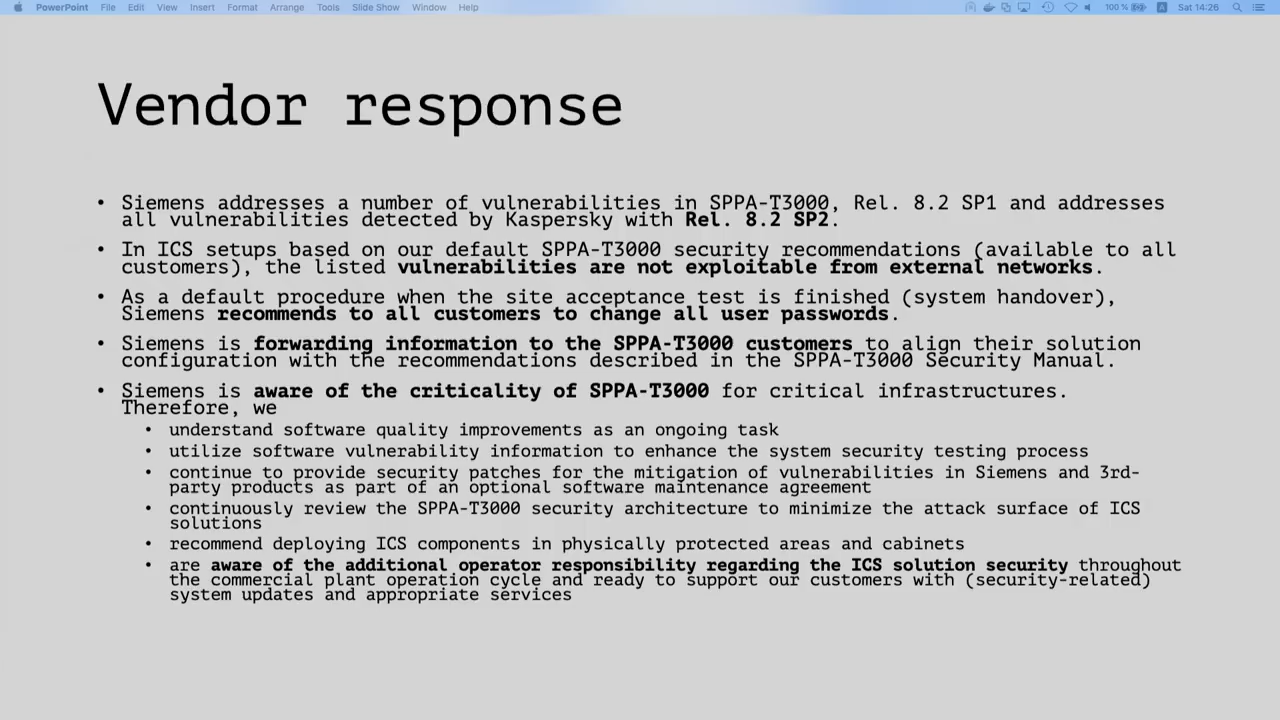 PowerPoint File Edit View Insert Format Arrange Tools Slide Show Window Help 100 % A Sat 14:26
Vendor response
• Siemens addresses a number of vulnerabilities in SPPA-T3000, Rel. 8.2 SP1 and addresses
all vulnerabilities detected by Kaspersky with Rel. 8.2 SP2.
• In ICS setups based on our default SPPA-T3000 security recommendations (available to all
customers), the listed vulnerabilities are not exploitable from external networks.
• As a default procedure when the site acceptance test is finished (system handover),
Siemens recommends to all customers to change all user passwords.
• Siemens is forwarding information to the SPPA-T3000 customers to align their solution
configuration with the recommendations described in the SPPA-T3000 Security Manual.
• Siemens is aware of the criticality of SPPA-T3000 for critical infrastructures.
Therefore, we
• understand software quality improvements as an ongoing task
• utilize software vulnerability information to enhance the system security testing process
• continue to provide security patches for the mitigation of vulnerabilities in Siemens and 3rd-
party products as part of an optional software maintenance agreement
• continuously review the SPPA-T3000 security architecture to minimize the attack surface of ICS
solutions
• recommend deploying ICS components in physically protected areas and cabinets
• are aware of the additional operator responsibility regarding the ICS solution security throughout
the commercial plant operation cycle and ready to support our customers with (security-related)
system updates and appropriate services